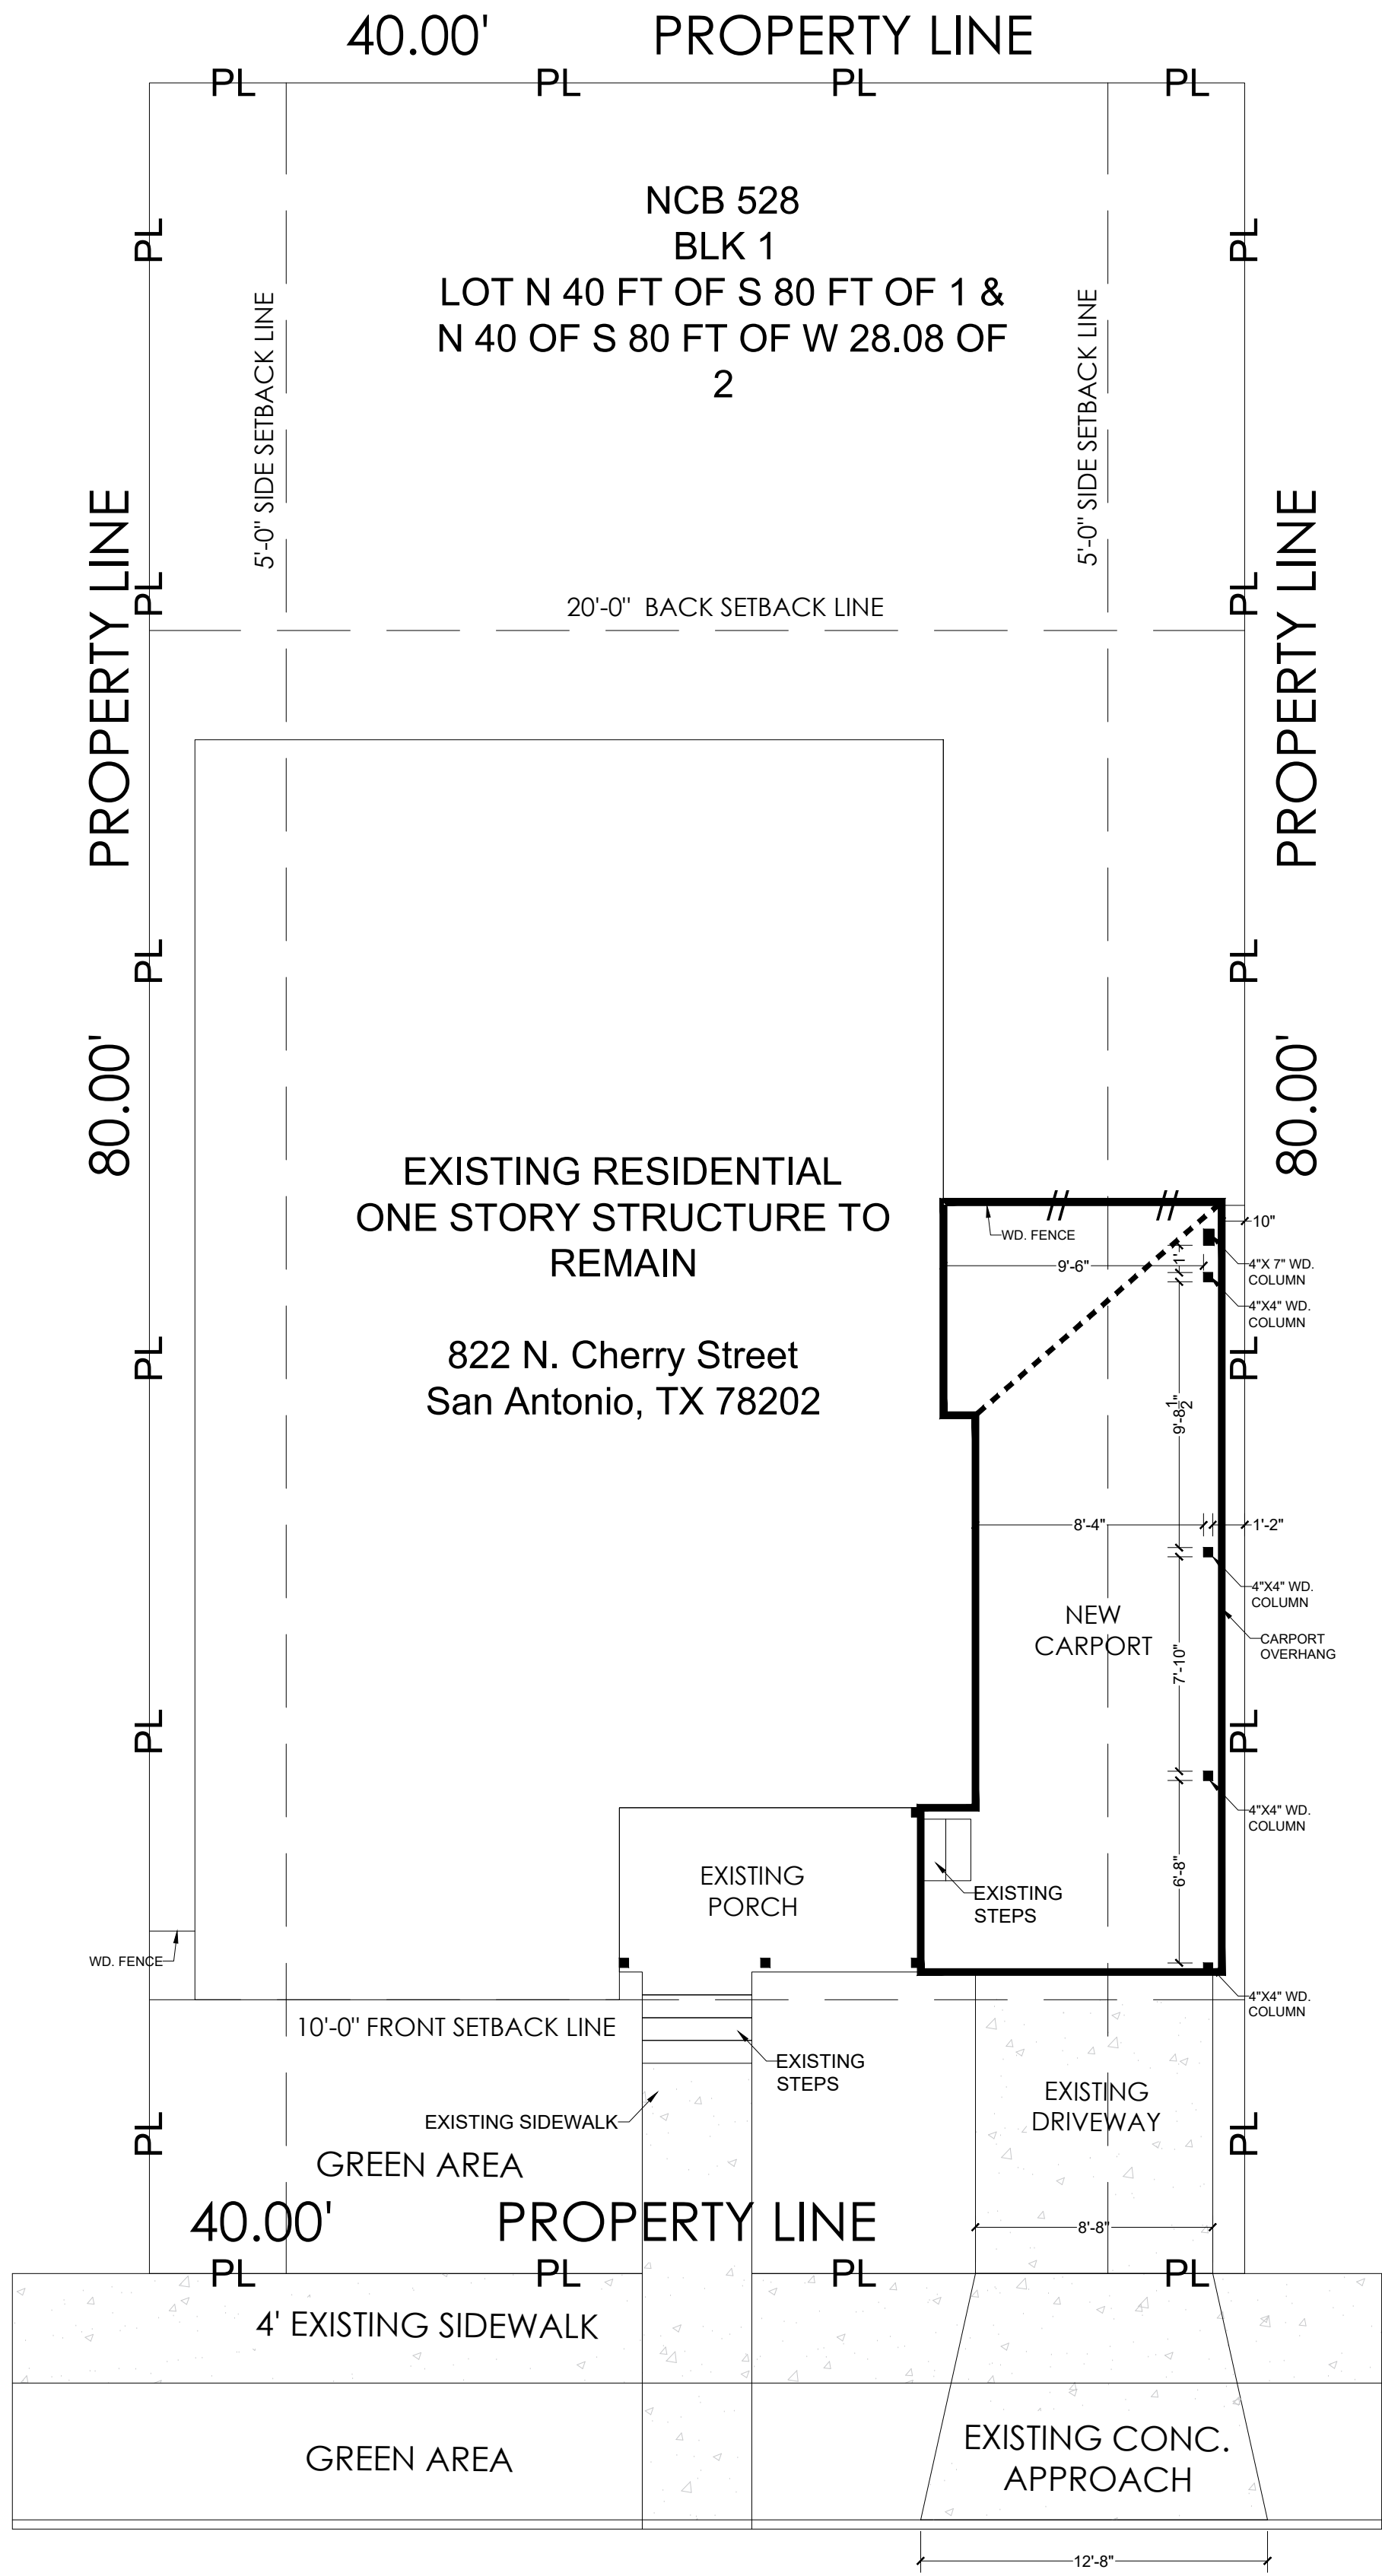 40.00' PROPERTY LINE
PL PL PL PL
NCB 528
BLK 1
LOT N 40 FT OF S 80 FT OF 1 &
N 40 OF S 80 FT OF W 28.08 OF
2
PL
PL
5'-0" SIDE SETBACK LINE
5'-0" SIDE SETBACK LINE
PROPERTY LINE
PROPERTY LINE
PL
PL
20'-0" BACK SETBACK LINE
PL
PL
80.00'
80.00'
EXISTING RESIDENTIAL
ONE STORY STRUCTURE TO
REMAIN
822 N. Cherry Street
San Antonio, TX 78202
WD. FENCE
10"
9'-6"
1'
4"X 7" WD.
COLUMN
4"X4" WD.
COLUMN
PL
PL
9'-8 1/2"
8'-4"
1'-2"
4"X4" WD.
COLUMN
NEW
CARPORT
CARPORT
OVERHANG
7'-10"
PL
PL
4"X4" WD.
COLUMN
EXISTING
PORCH
6'-8"
EXISTING
STEPS
WD. FENCE
4"X4" WD.
COLUMN
10'-0" FRONT SETBACK LINE
EXISTING
STEPS
EXISTING
DRIVEWAY
EXISTING SIDEWALK
PL
PL
GREEN AREA
40.00' PROPERTY LINE
8'-8"
PL PL PL PL
4' EXISTING SIDEWALK
GREEN AREA
EXISTING CONC.
APPROACH
12'-8"